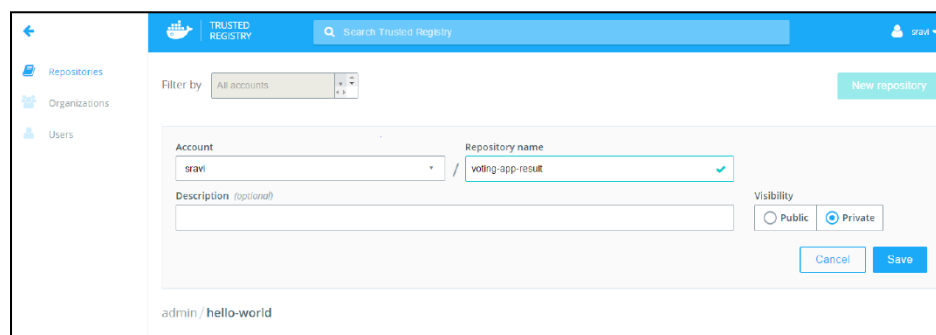 TRUSTED
REGISTRY
Search Trusted Registry
sravi
Repositories
Organizations
Users
Filter by All accounts
New repository
Account Repository name
sravi / voting-app-result
Description (optional) Visibility
Public Private
Cancel Save
admin / hello-world